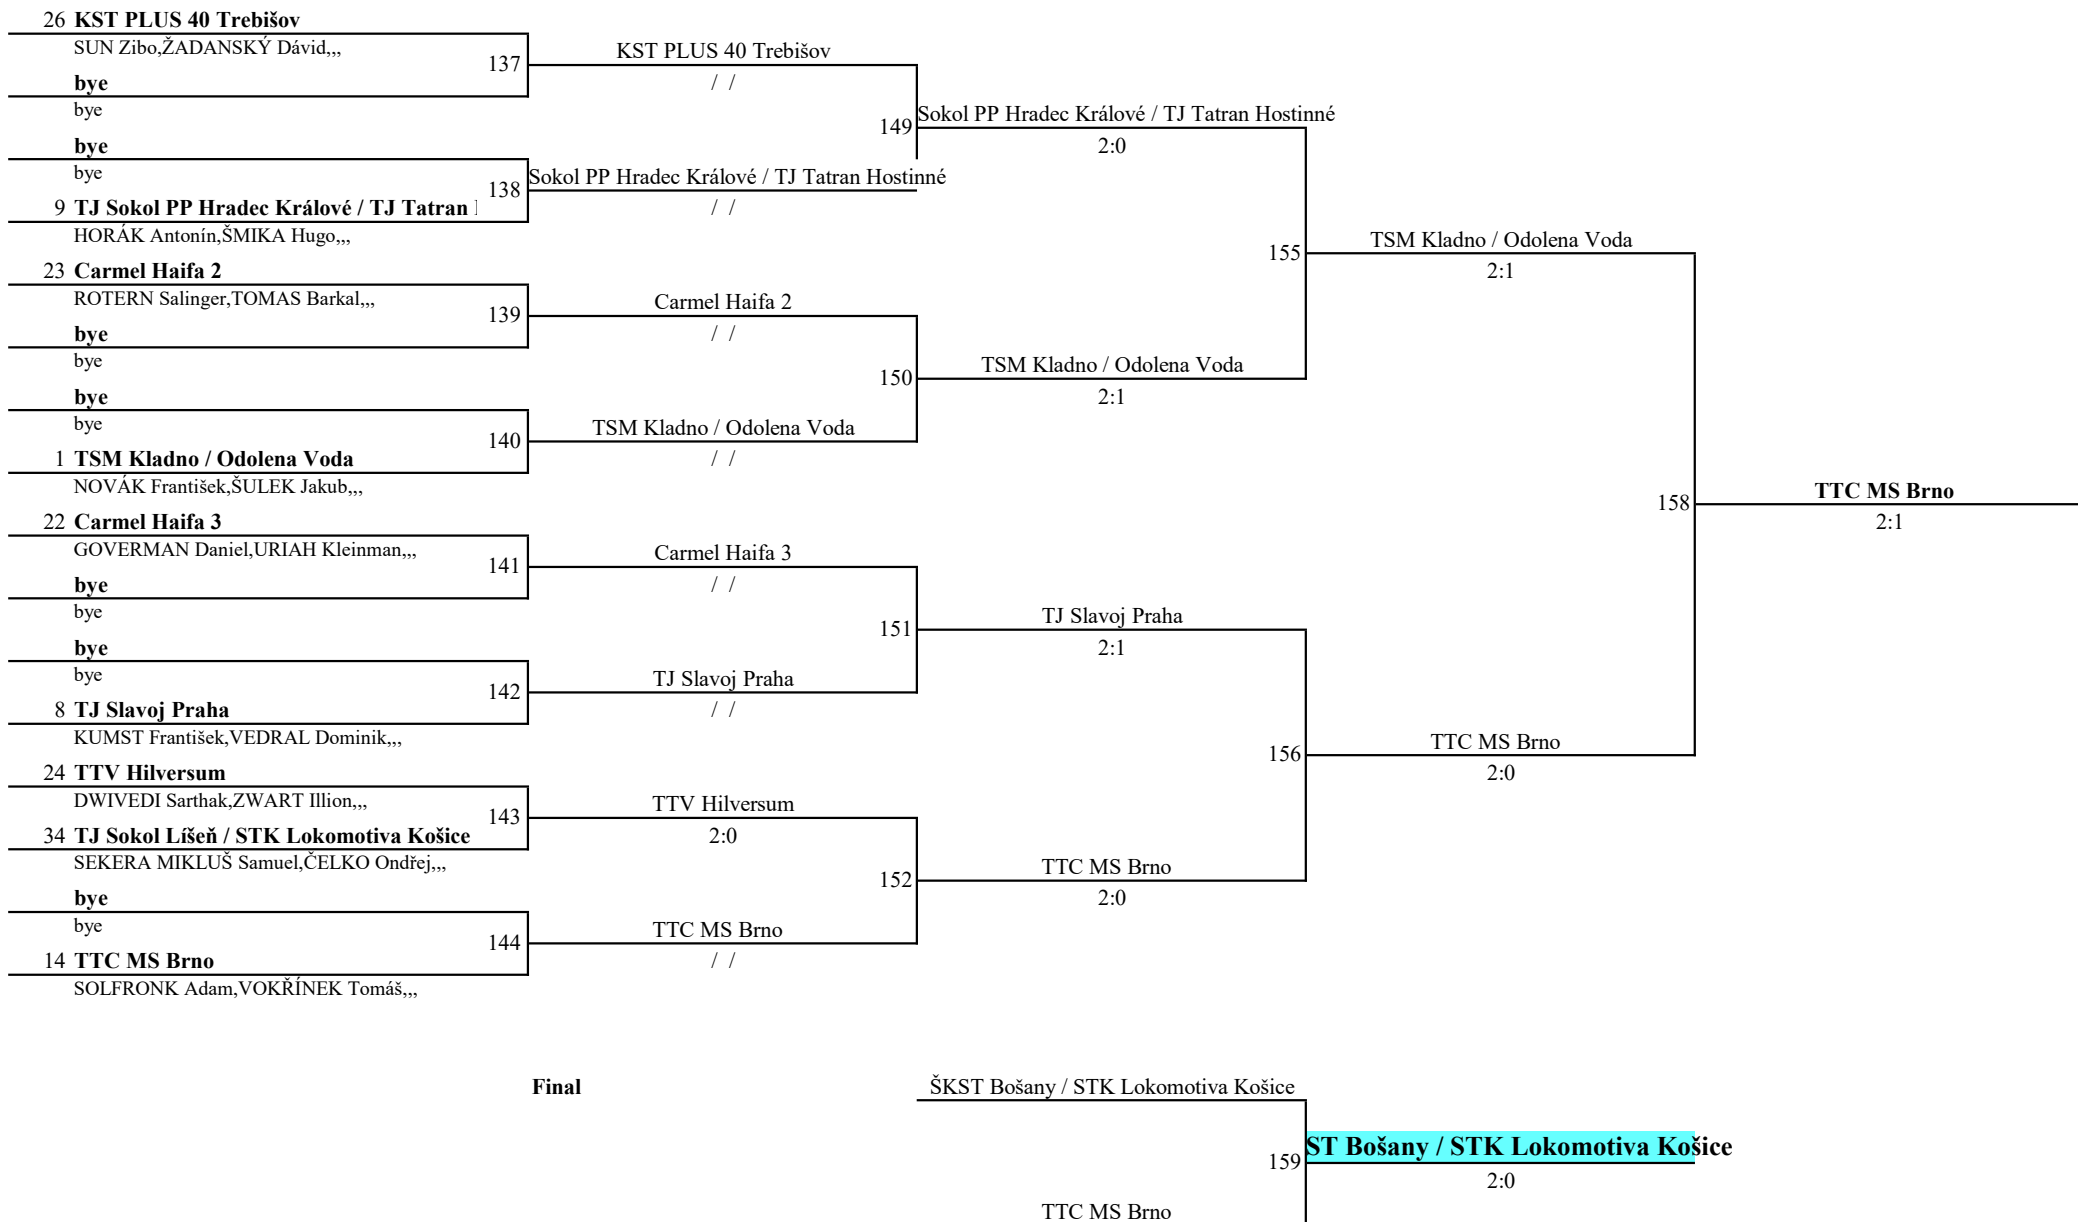 26 KST PLUS 40 Trebišov
SUN Zibo,ŽADANSKÝ Dávid,,,
137
KST PLUS 40 Trebišov
/ /
bye
bye
149
Sokol PP Hradec Králové / TJ Tatran Hostinné
2:0
bye
bye
138
Sokol PP Hradec Králové / TJ Tatran Hostinné
/ /
9 TJ Sokol PP Hradec Králové / TJ Tatran
HORÁK Antonín,ŠMIKA Hugo,,,
155
TSM Kladno / Odolena Voda
2:1
23 Carmel Haifa 2
ROTERN Salinger,TOMAS Barkal,,,
139
Carmel Haifa 2
/ /
bye
bye
150
TSM Kladno / Odolena Voda
2:1
bye
bye
140
TSM Kladno / Odolena Voda
/ /
1 TSM Kladno / Odolena Voda
NOVÁK František,ŠULEK Jakub,,,
158
TTC MS Brno
2:1
22 Carmel Haifa 3
GOVERMAN Daniel,URIAH Kleinman,,,
141
Carmel Haifa 3
/ /
bye
bye
151
TJ Slavoj Praha
2:1
bye
bye
142
TJ Slavoj Praha
/ /
8 TJ Slavoj Praha
KUMST František,VEDRAL Dominik,,,
156
TTC MS Brno
2:0
24 TTV Hilversum
DWIVEDI Sarthak,ZWART Illion,,,
143
TTV Hilversum
2:0
34 TJ Sokol Líšeň / STK Lokomotiva Košice
SEKERA MIKLUŠ Samuel,ČELKO Ondřej,,,
152
TTC MS Brno
2:0
bye
bye
144
TTC MS Brno
/ /
14 TTC MS Brno
SOLFRONK Adam,VOKŘÍNEK Tomáš,,,
Final
ŠKST Bošany / STK Lokomotiva Košice
159
ST Bošany / STK Lokomotiva Košice
2:0
TTC MS Brno